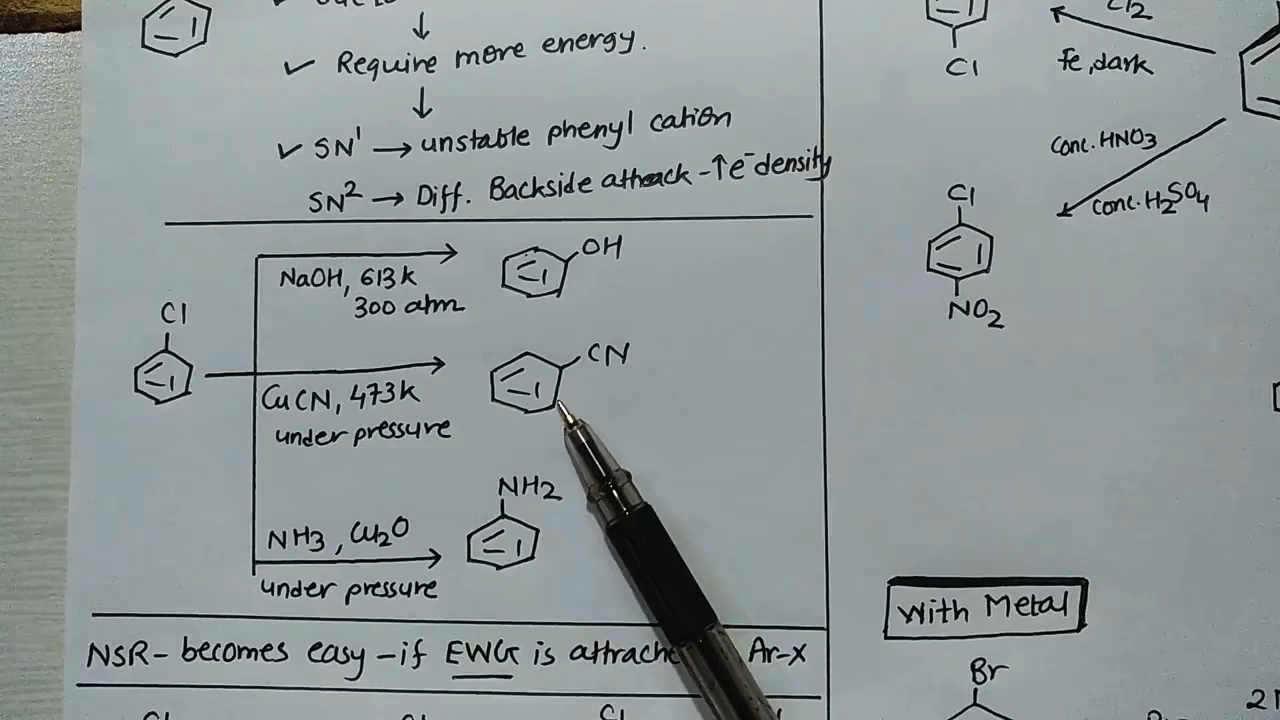 ✓ Require more energy.
✓ SN1 → unstable phenyl cation
SN2 → Diff. Backside attack - ↑e⁻ density
NaOH, 613k
300 atm
OH
Cl
CuCN, 473k
under pressure
CN
NH3, Cu2O
under pressure
NH2
NSR - becomes easy - if EWG is Ar-x
Cl
Cl2
Fe, dark
Conc. HNO3
Conc. H2SO4
Cl
NO2
With Metal
Br